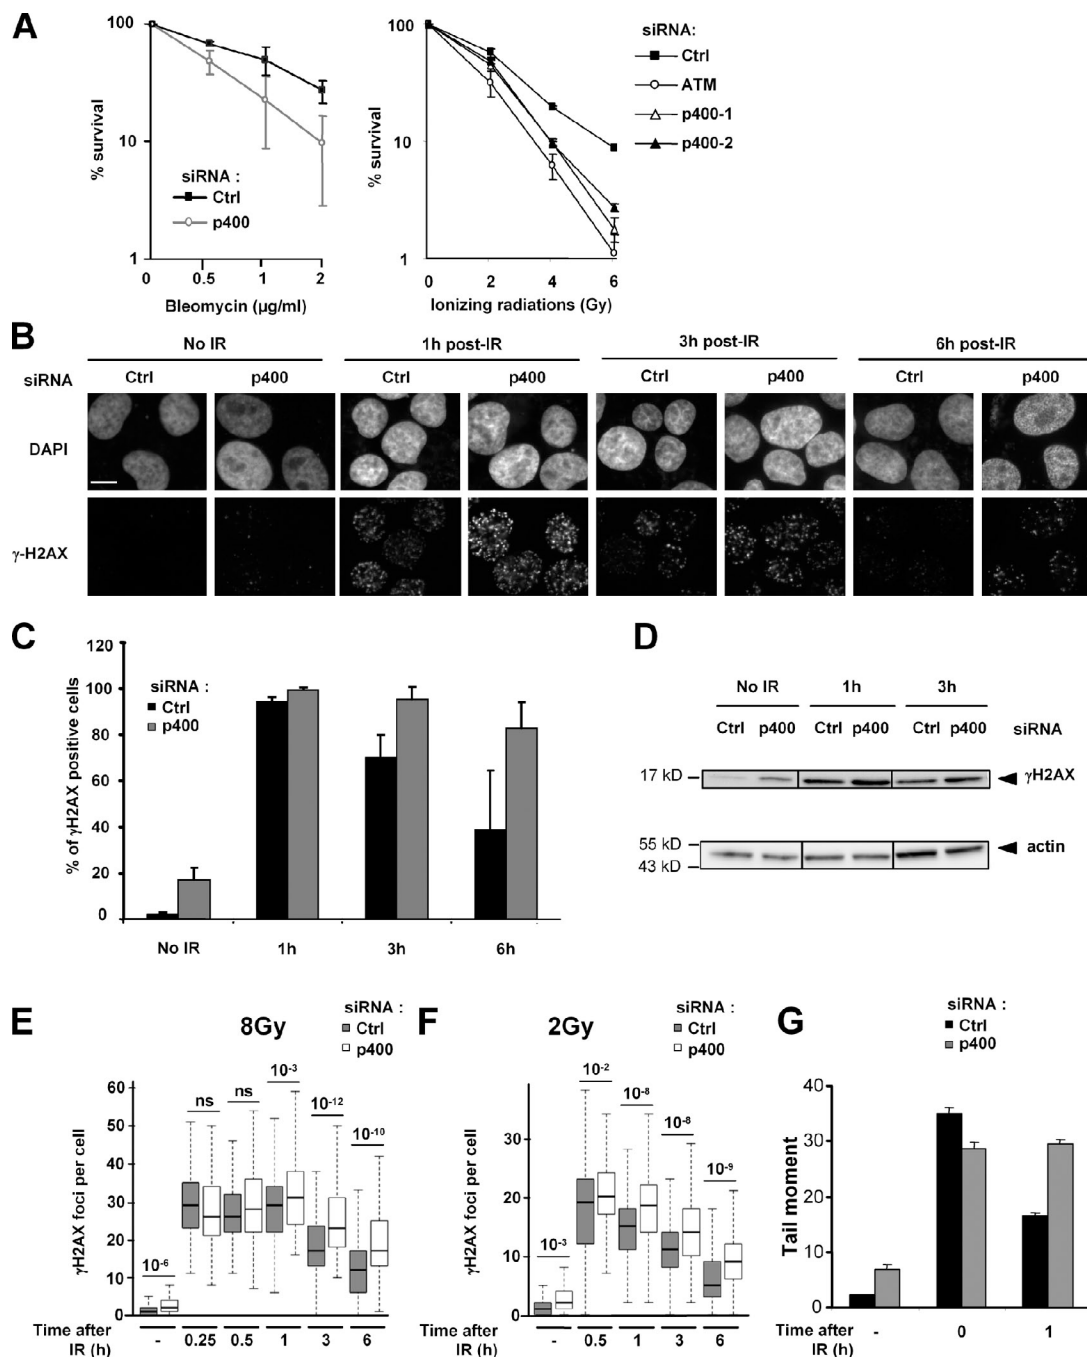 A
100
10
1
% survival
siRNA :
Ctrl
p400
0 0.5 1 2
Bleomycin (µg/ml)
100
10
1
% survival
0 2 4 6
Ionizing radiations (Gy)
siRNA:
Ctrl
ATM
p400-1
p400-2
B
No IR 1h post-IR 3h post-IR 6h post-IR
siRNA Ctrl p400 Ctrl p400 Ctrl p400 Ctrl p400
DAPI
γ-H2AX
C
120
100
80
60
40
20
0
% of γH2AX positive cells
siRNA :
Ctrl
p400
No IR 1h 3h 6h
D
No IR 1h 3h
Ctrl p400 Ctrl p400 Ctrl p400 siRNA
17 kD γH2AX
55 kD actin
43 kD
E
8Gy
siRNA :
Ctrl
p400
60
50
40
30
20
10
0
γH2AX foci per cell
10-6 ns ns 10-3 10-12 10-10
Time after IR (h)
- 0.25 0.5 1 3 6
F
2Gy
siRNA :
Ctrl
p400
30
20
10
0
γH2AX foci per cell
10-3 10-2 10-8 10-8 10-9
Time after IR (h)
- 0.5 1 3 6
G
siRNA :
Ctrl
p400
40
30
20
10
0
Tail moment
Time after IR (h)
- 0 1